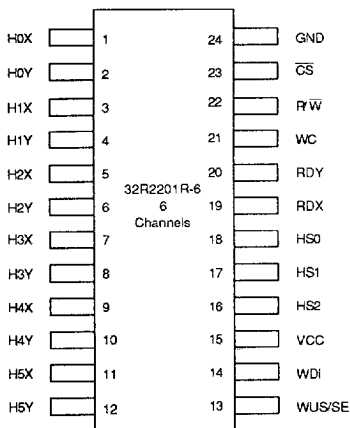 H0X 1 24 GND
H0Y 2 23 C̅S̅
H1X 3 22 R/W̅
H1Y 4 21 WC
H2X 5 20 RDY
32R2201R-6
H2Y 6 6 19 RDX
Channels
H3X 7 18 HS0
H3Y 8 17 HS1
H4X 9 16 HS2
H4Y 10 15 VCC
H5X 11 14 WDI
H5Y 12 13 WUS/SE